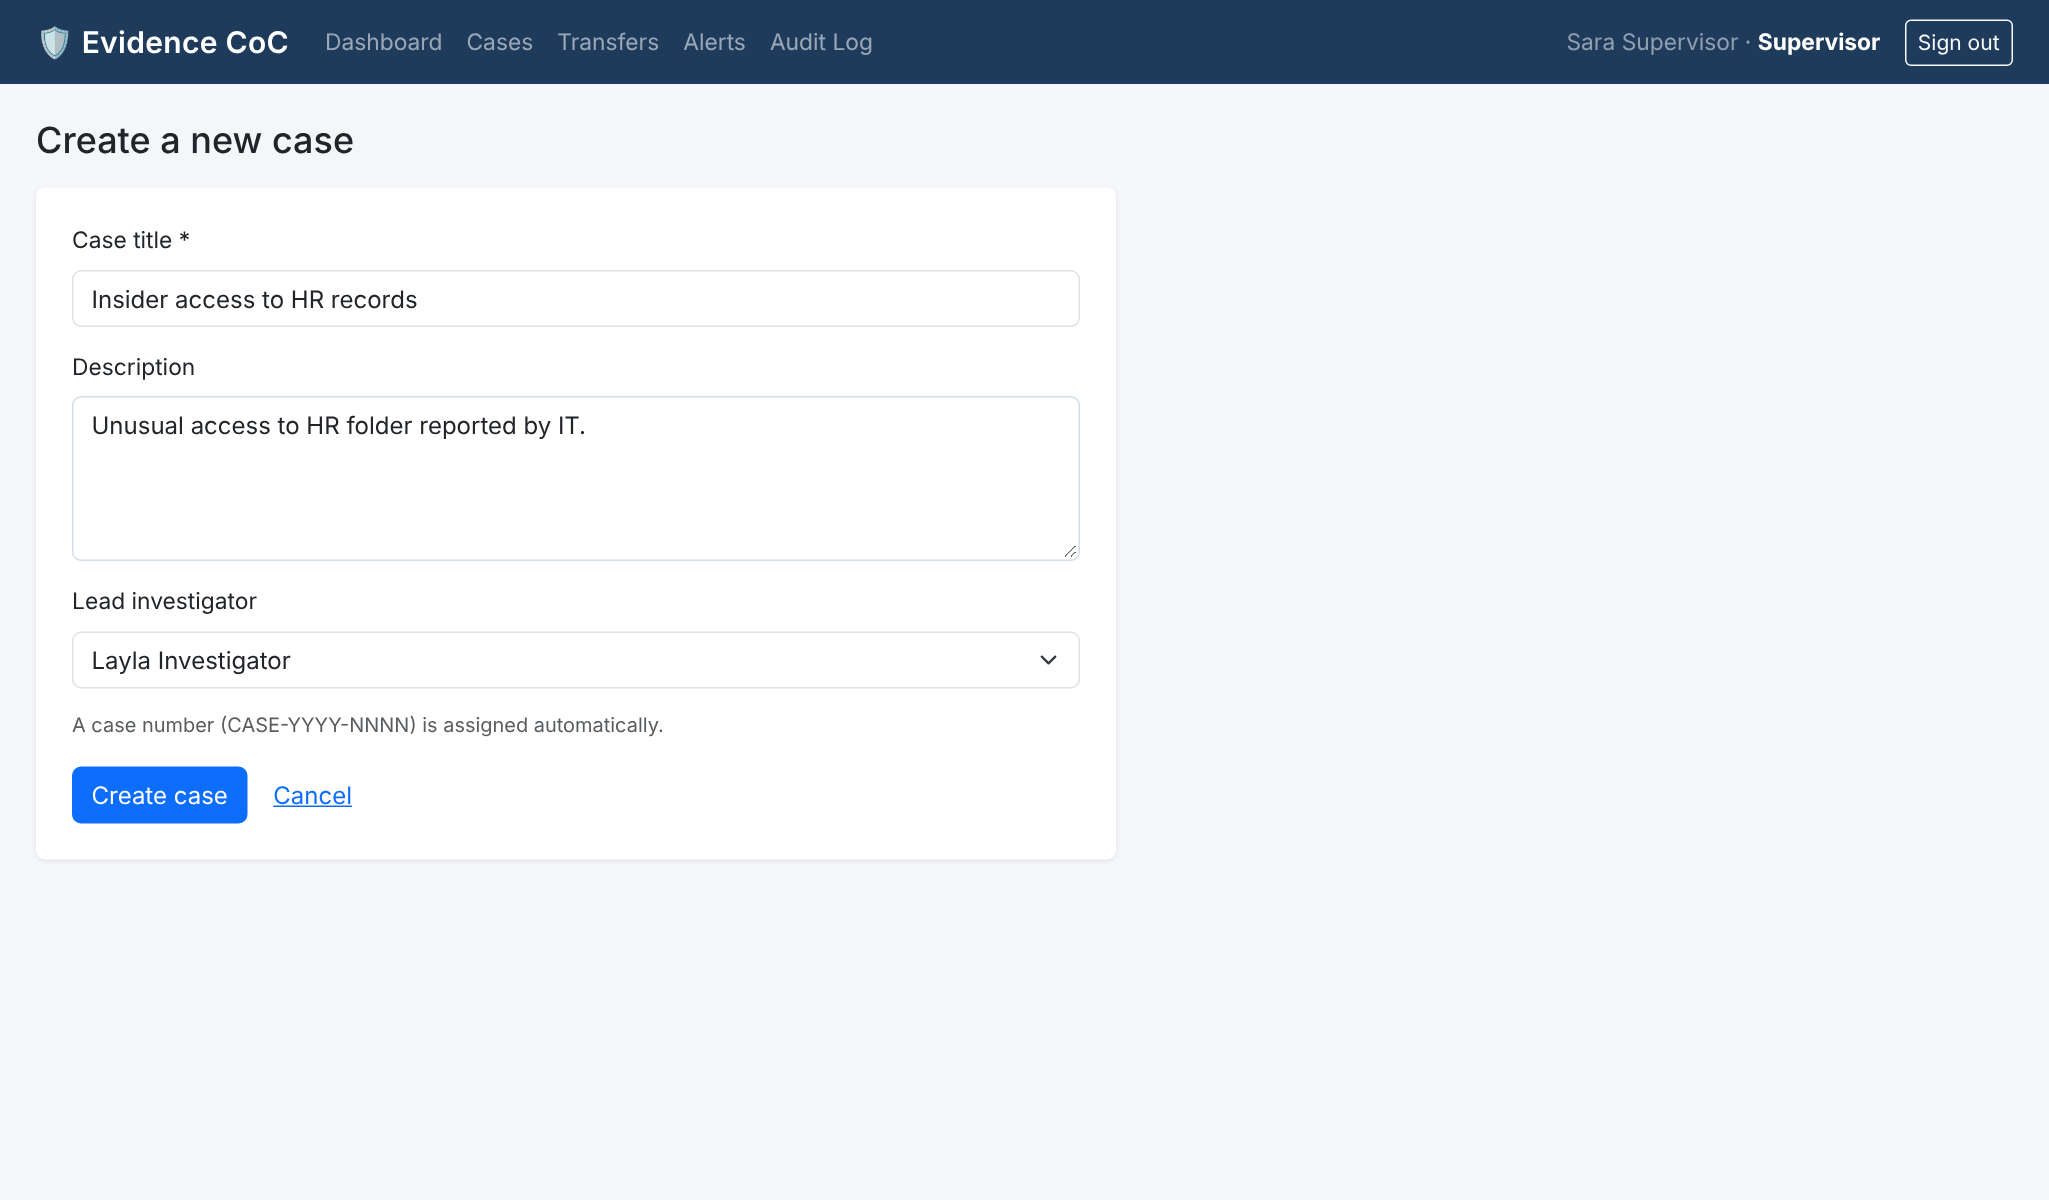 Evidence CoC Dashboard Cases Transfers Alerts Audit Log Sara Supervisor · Supervisor Sign out
Create a new case
Case title *
Insider access to HR records
Description
Unusual access to HR folder reported by IT.
Lead investigator
Layla Investigator
A case number (CASE-YYYY-NNNN) is assigned automatically.
Create case Cancel